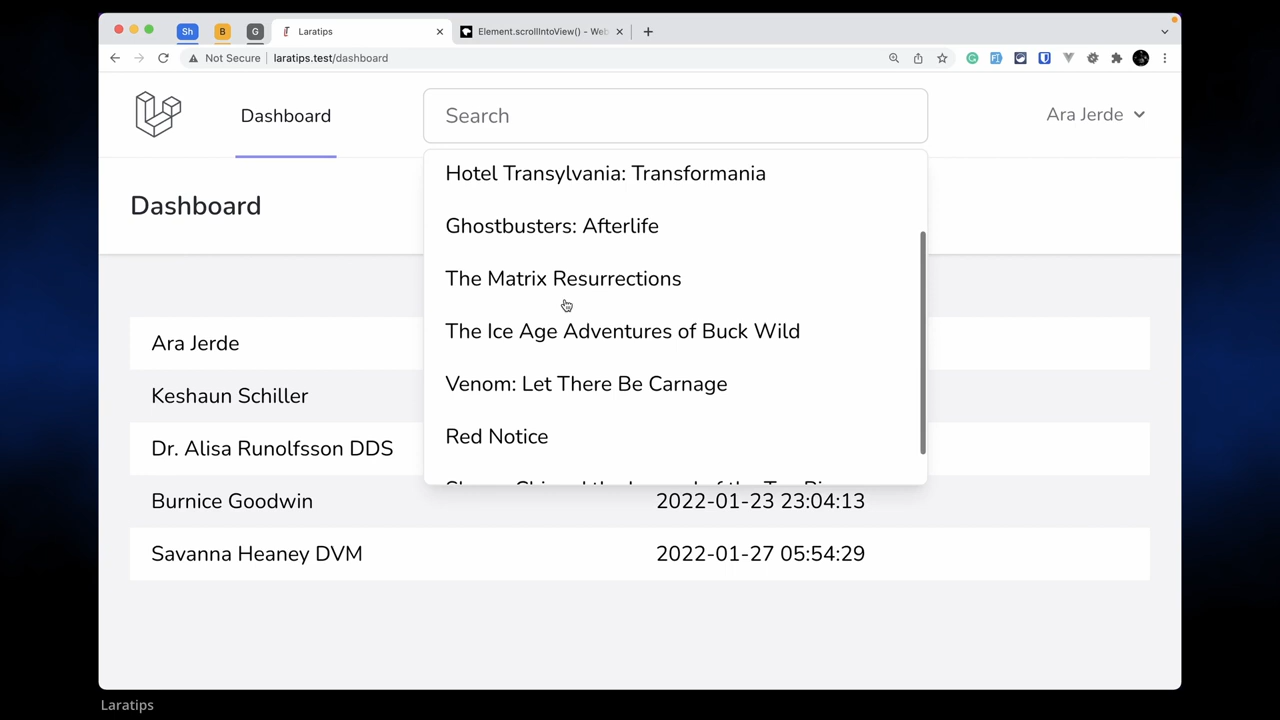 Sh
B
G
Laratips
Element.scrollIntoView() - Web
Not Secure
laratips.test/dashboard
Dashboard
Search
Ara Jerde
Dashboard
Hotel Transylvania: Transformania
Ghostbusters: Afterlife
The Matrix Resurrections
The Ice Age Adventures of Buck Wild
Venom: Let There Be Carnage
Red Notice
Ara Jerde
Keshaun Schiller
Dr. Alisa Runolfsson DDS
Burnice Goodwin
2022-01-23 23:04:13
Savanna Heaney DVM
2022-01-27 05:54:29
Laratips